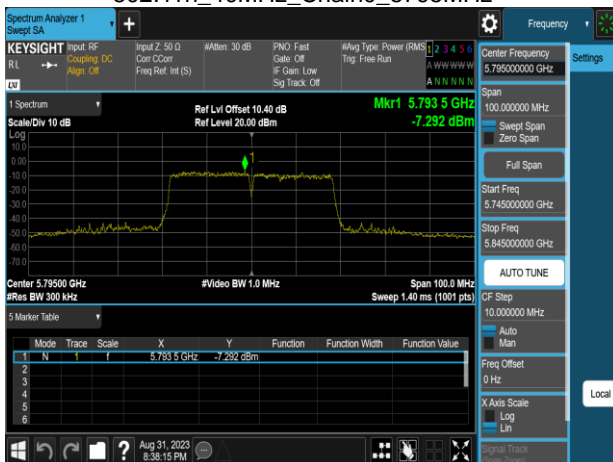 Spectrum Analyzer 1
Swept SA
+
Frequency
KEYSIGHT
RL
Input: RF
Coupling: DC
Align: Off
Input Z: 50 Ω
Corr CCorr
Freq Ref: Int (S)
#Atten: 30 dB
PNO: Fast
Gate: Off
IF Gain: Low
Sig Track: Off
#Avg Type: Power (RMS
Trig: Free Run
1 2 3 4 5 6
A W W W W W
A N N N N N
Center Frequency
5.795000000 GHz
Settings
Span
100.000000 MHz
Swept Span
Zero Span
Full Span
Start Freq
5.745000000 GHz
Stop Freq
5.845000000 GHz
AUTO TUNE
CF Step
10.000000 MHz
Auto
Man
Freq Offset
0 Hz
X Axis Scale
Log
Lin
Local
Signal Track
1 Spectrum
Scale/Div 10 dB
Ref Lvl Offset 10.40 dB
Ref Level 20.00 dBm
Mkr1 5.793 5 GHz
-7.292 dBm
Log
10.0
0.00
-10.0
-20.0
-30.0
-40.0
-50.0
-60.0
-70.0
1
Center 5.79500 GHz
#Res BW 300 kHz
#Video BW 1.0 MHz
Span 100.0 MHz
Sweep 1.40 ms (1001 pts)
5 Marker Table
Mode Trace Scale X Y Function Function Width Function Value
1 N 1 f 5.793 5 GHz -7.292 dBm
2
3
4
5
6
?
Aug 31, 2023
8:38:15 PM